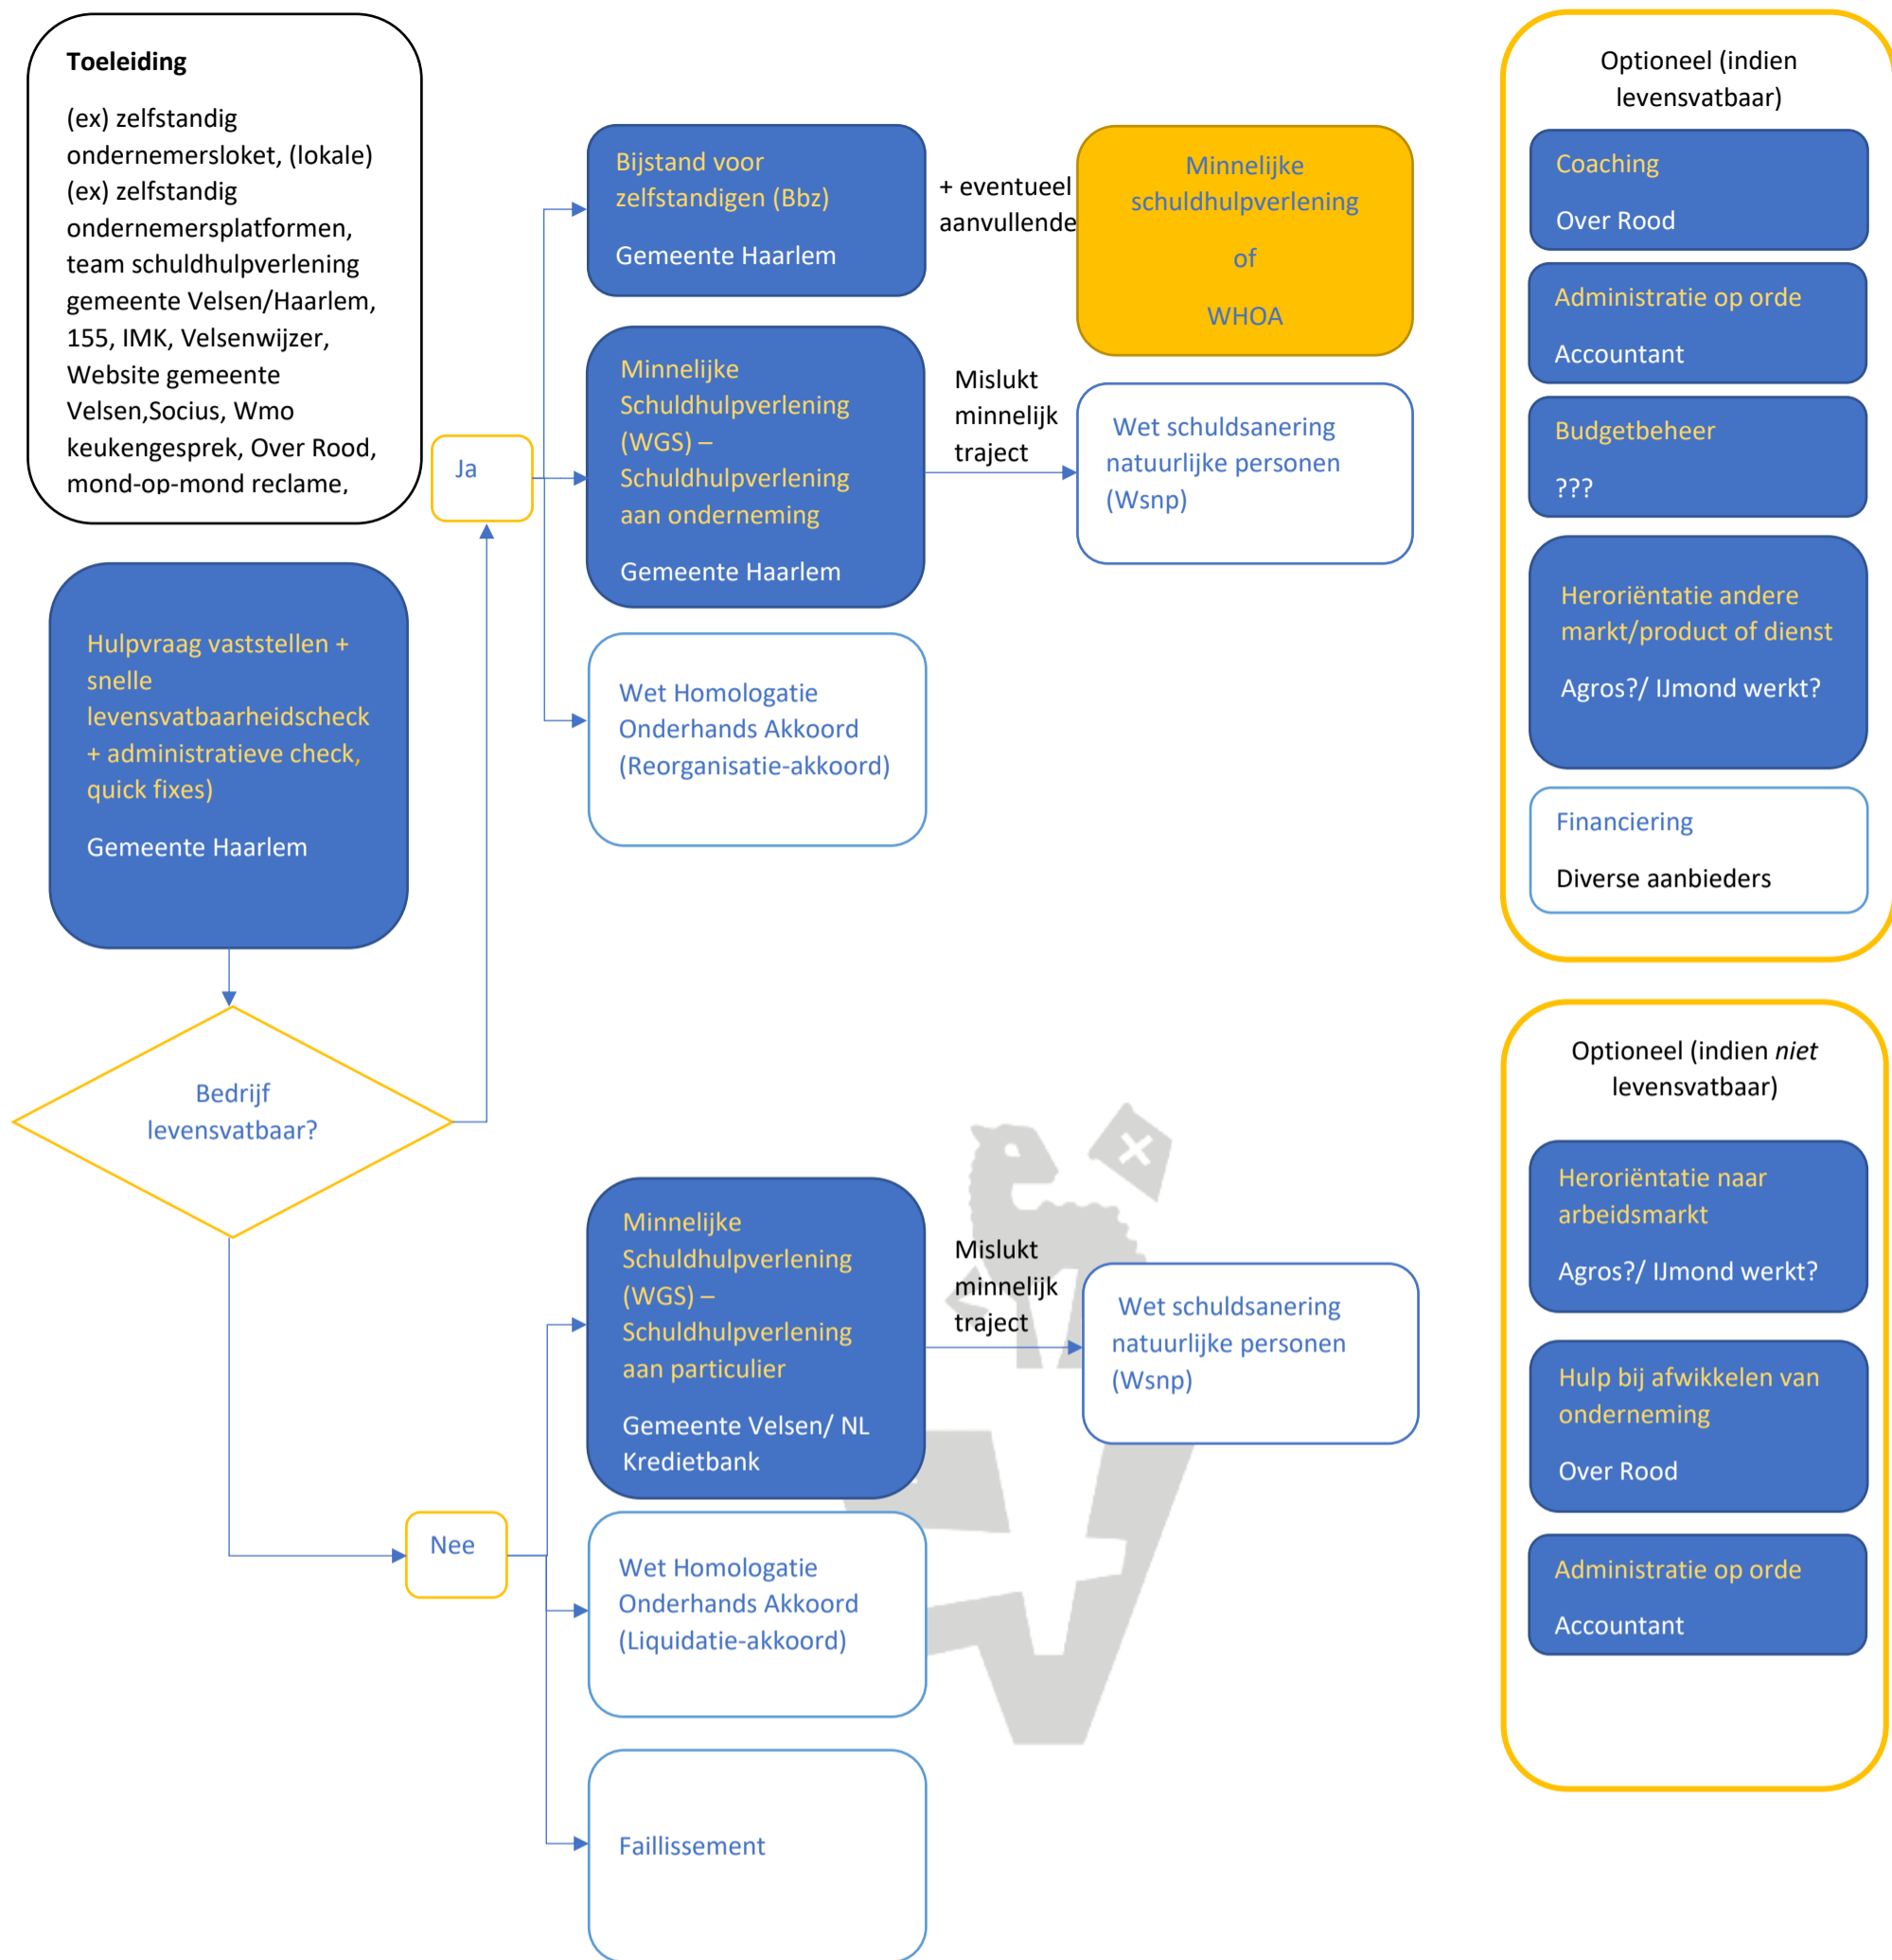 Toeleiding
(ex) zelfstandig
ondernemersloket, (lokale)
(ex) zelfstandig
ondernemersplatformen,
team schuldhulpverlening
gemeente Velsen/Haarlem,
155, IMK, Velsenwijzer,
Website gemeente
Velsen,Socius, Wmo
keukengesprek, Over Rood,
mond-op-mond reclame,
Hulpvraag vaststellen +
snelle
levensvatbaarheidscheck
+ administratieve check,
quick fixes)
Gemeente Haarlem
Bedrijf
levensvatbaar?
Ja
Bijstand voor
zelfstandigen (Bbz)
Gemeente Haarlem
+ eventueel
aanvullende
Minnelijke
schuldhulpverlening
of
WHOA
Minnelijke
Schuldhulpverlening
(WGS) –
Schuldhulpverlening
aan onderneming
Gemeente Haarlem
Mislukt
minnelijk
traject
Wet schuldsanering
natuurlijke personen
(Wsnp)
Wet Homologatie
Onderhands Akkoord
(Reorganisatie-akkoord)
Nee
Minnelijke
Schuldhulpverlening
(WGS) –
Schuldhulpverlening
aan particulier
Gemeente Velsen/ NL
Kredietbank
Mislukt
minnelijk
traject
Wet schuldsanering
natuurlijke personen
(Wsnp)
Wet Homologatie
Onderhands Akkoord
(Liquidatie-akkoord)
Faillissement
Optioneel (indien
levensvatbaar)
Coaching
Over Rood
Administratie op orde
Accountant
Budgetbeheer
???
Heroriëntatie andere
markt/product of dienst
Agros?/ IJmond werkt?
Financiering
Diverse aanbieders
Optioneel (indien niet
levensvatbaar)
Heroriëntatie naar
arbeidsmarkt
Agros?/ IJmond werkt?
Hulp bij afwikkelen van
onderneming
Over Rood
Administratie op orde
Accountant